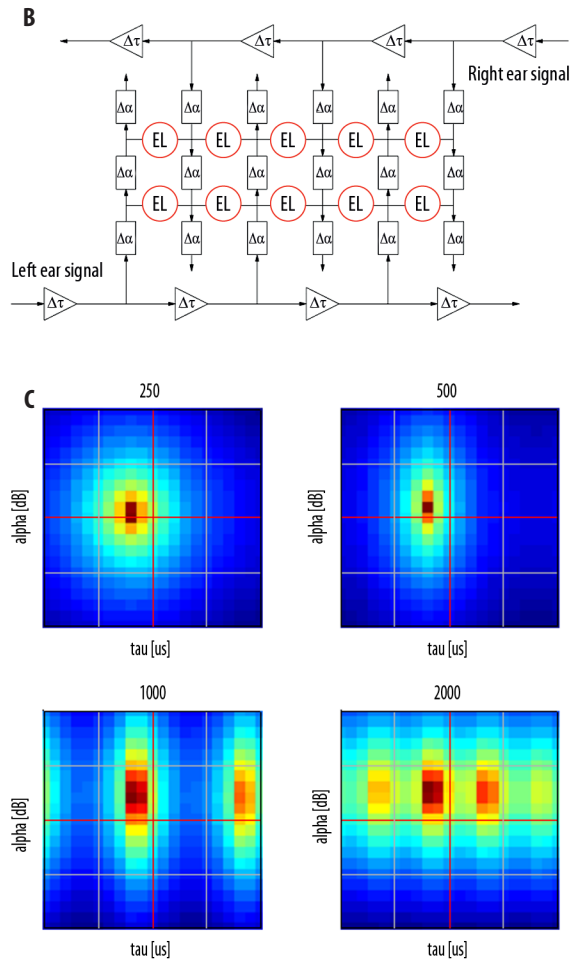 B
Δτ Δτ Δτ Δτ
Right ear signal
Δα Δα Δα Δα Δα Δα
EL EL EL EL EL
Δα Δα Δα Δα Δα Δα
EL EL EL EL EL
Δα Δα Δα Δα Δα Δα
Left ear signal
Δτ Δτ Δτ Δτ
C
250
alpha [dB]
tau [us]
500
alpha [dB]
tau [us]
1000
alpha [dB]
tau [us]
2000
alpha [dB]
tau [us]